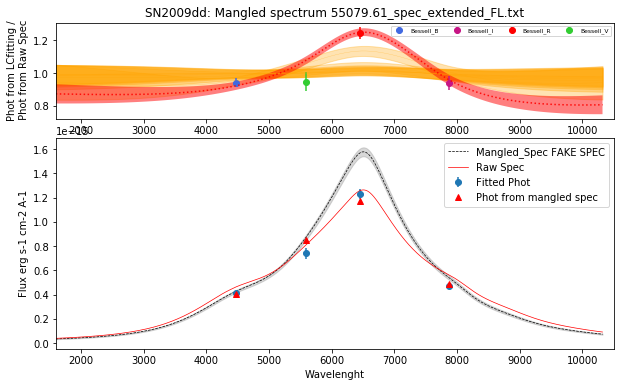 SN2009dd: Mangled spectrum 55079.61_spec_extended_FL.txt
Phot from LCfitting /
Phot from Raw Spec
1.2
1.0
0.8
Bessell_B
Bessell_I
Bessell_R
Bessell_V
2000 3000 4000 5000 6000 7000 8000 9000 10000
Flux erg s-1 cm-2 A-1
1.6
1.4
1.2
1.0
0.8
0.6
0.4
0.2
0.0
Mangled_Spec FAKE SPEC
Raw Spec
Fitted Phot
Phot from mangled spec
2000 3000 4000 5000 6000 7000 8000 9000 10000
Wavelenght